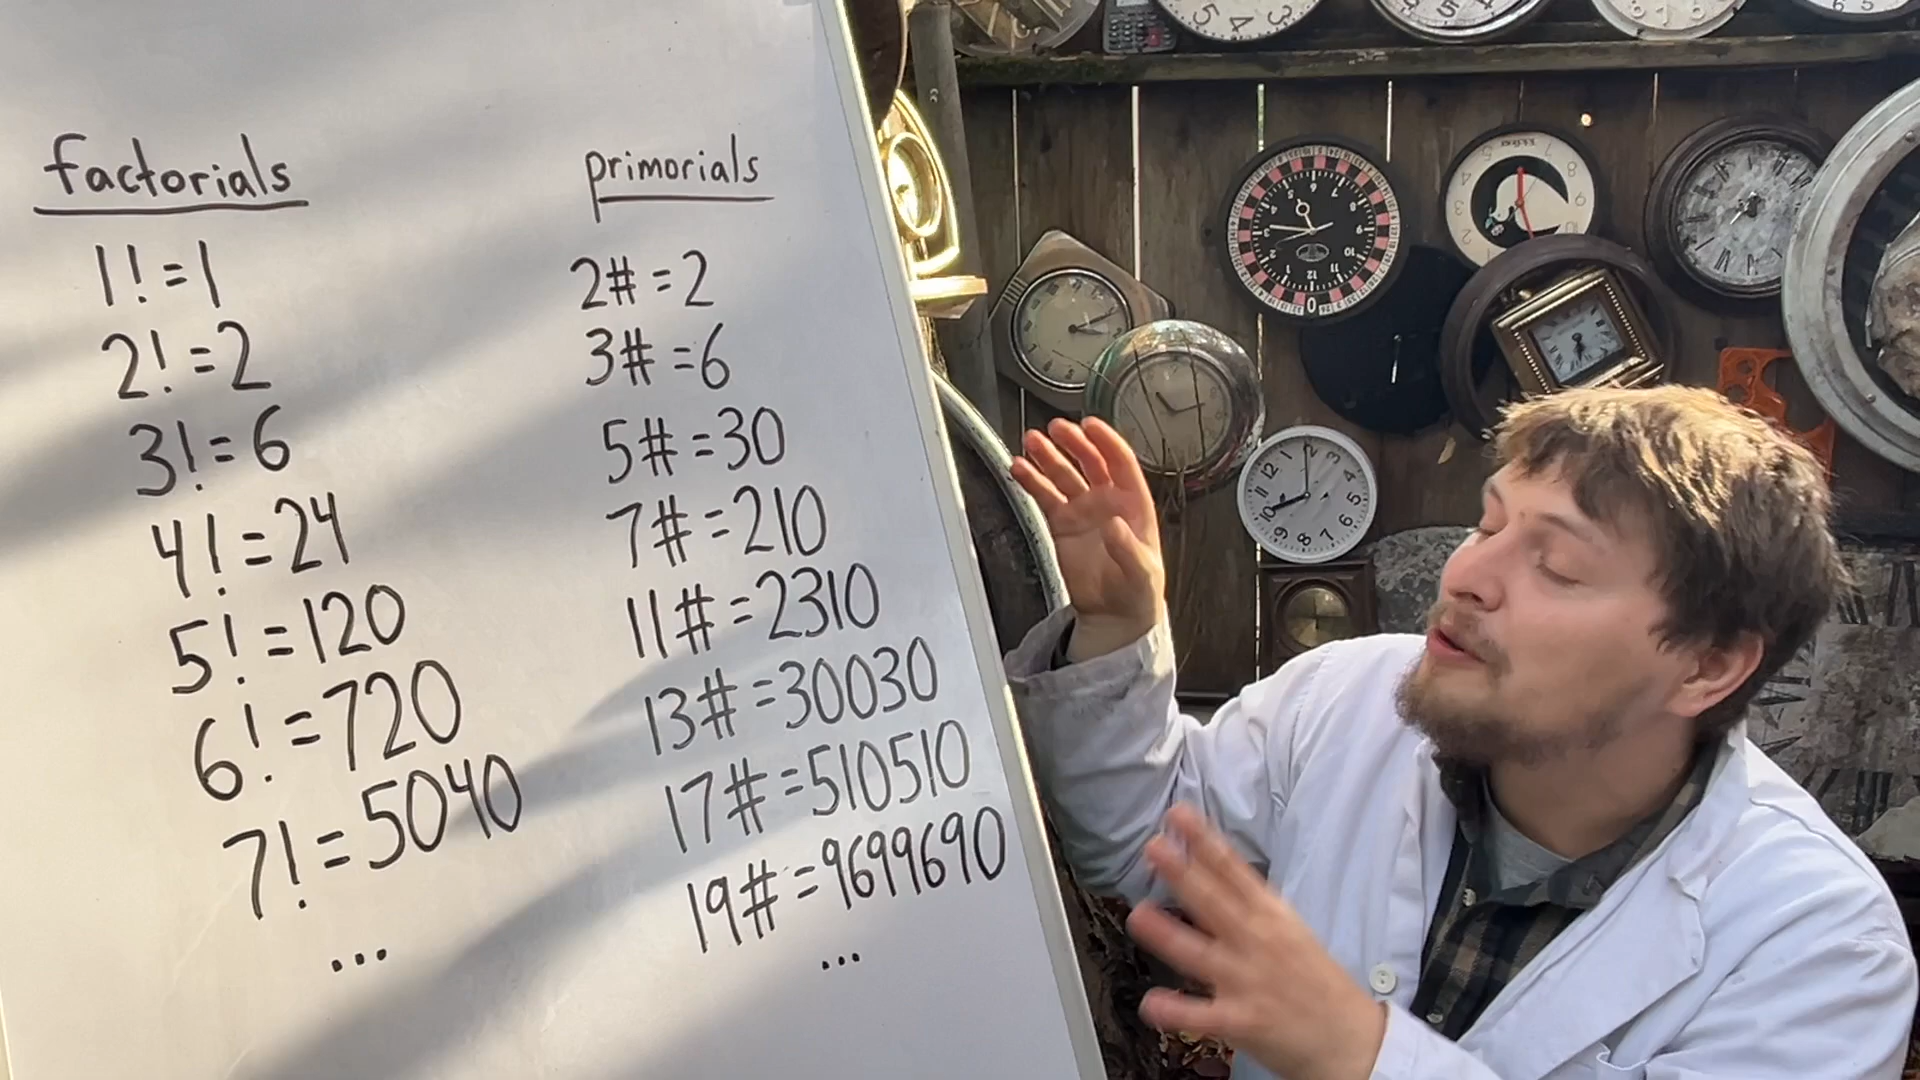 factorials
1! = 1
2! = 2
3! = 6
4! = 24
5! = 120
6! = 720
7! = 5040
...
primorials
2# = 2
3# = 6
5# = 30
7# = 210
11# = 2310
13# = 30030
17# = 510510
19# = 9699690
...